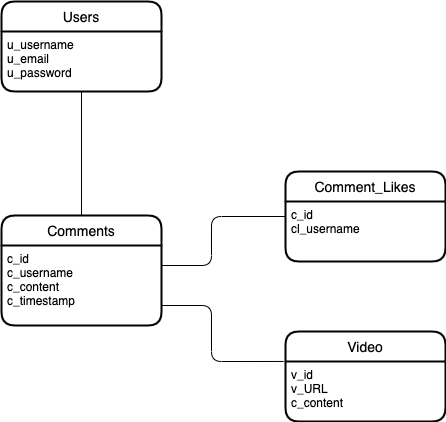 Users
u_username
u_email
u_password
Comments
c_id
c_username
c_content
c_timestamp
Comment_Likes
c_id
cl_username
Video
v_id
v_URL
c_content